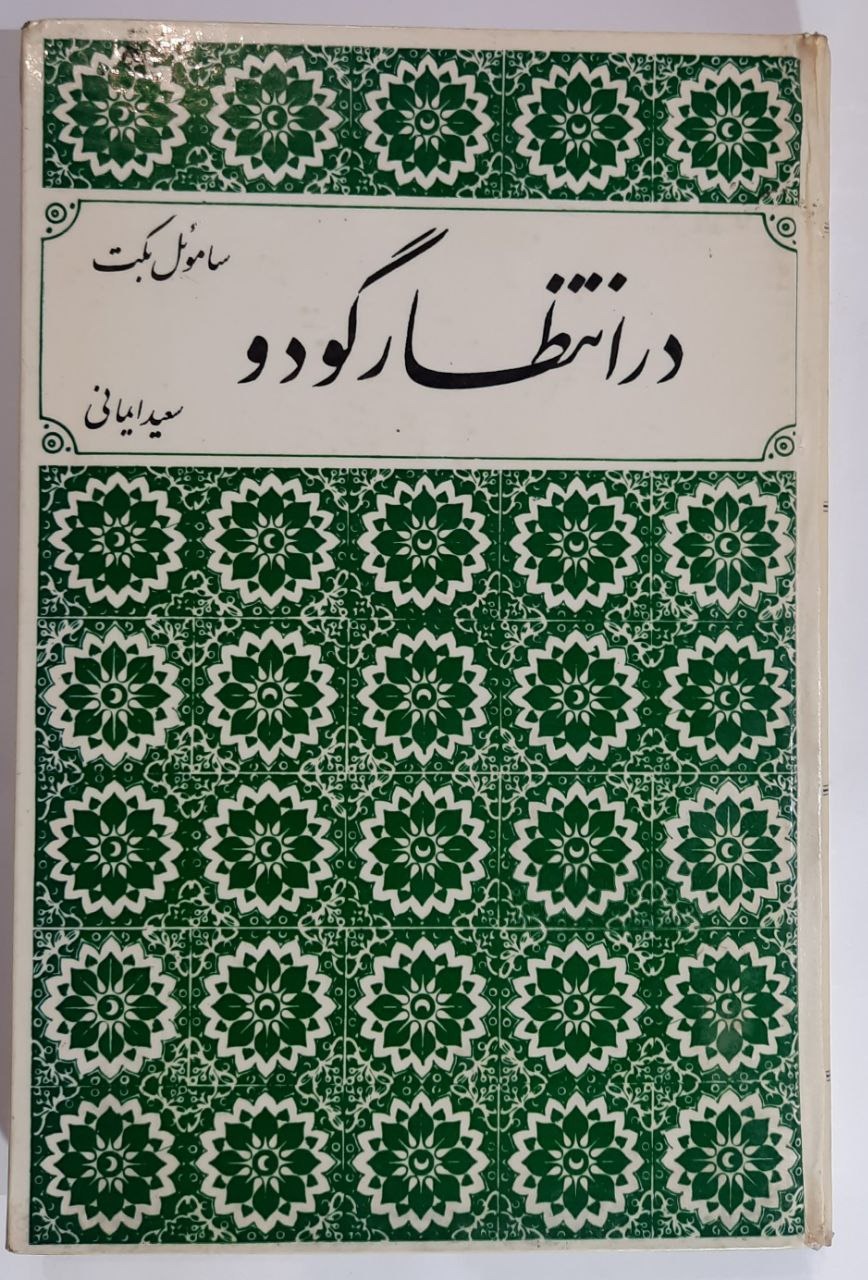 ساموئل بکت
در انتظار گودو
سعید ایمانی